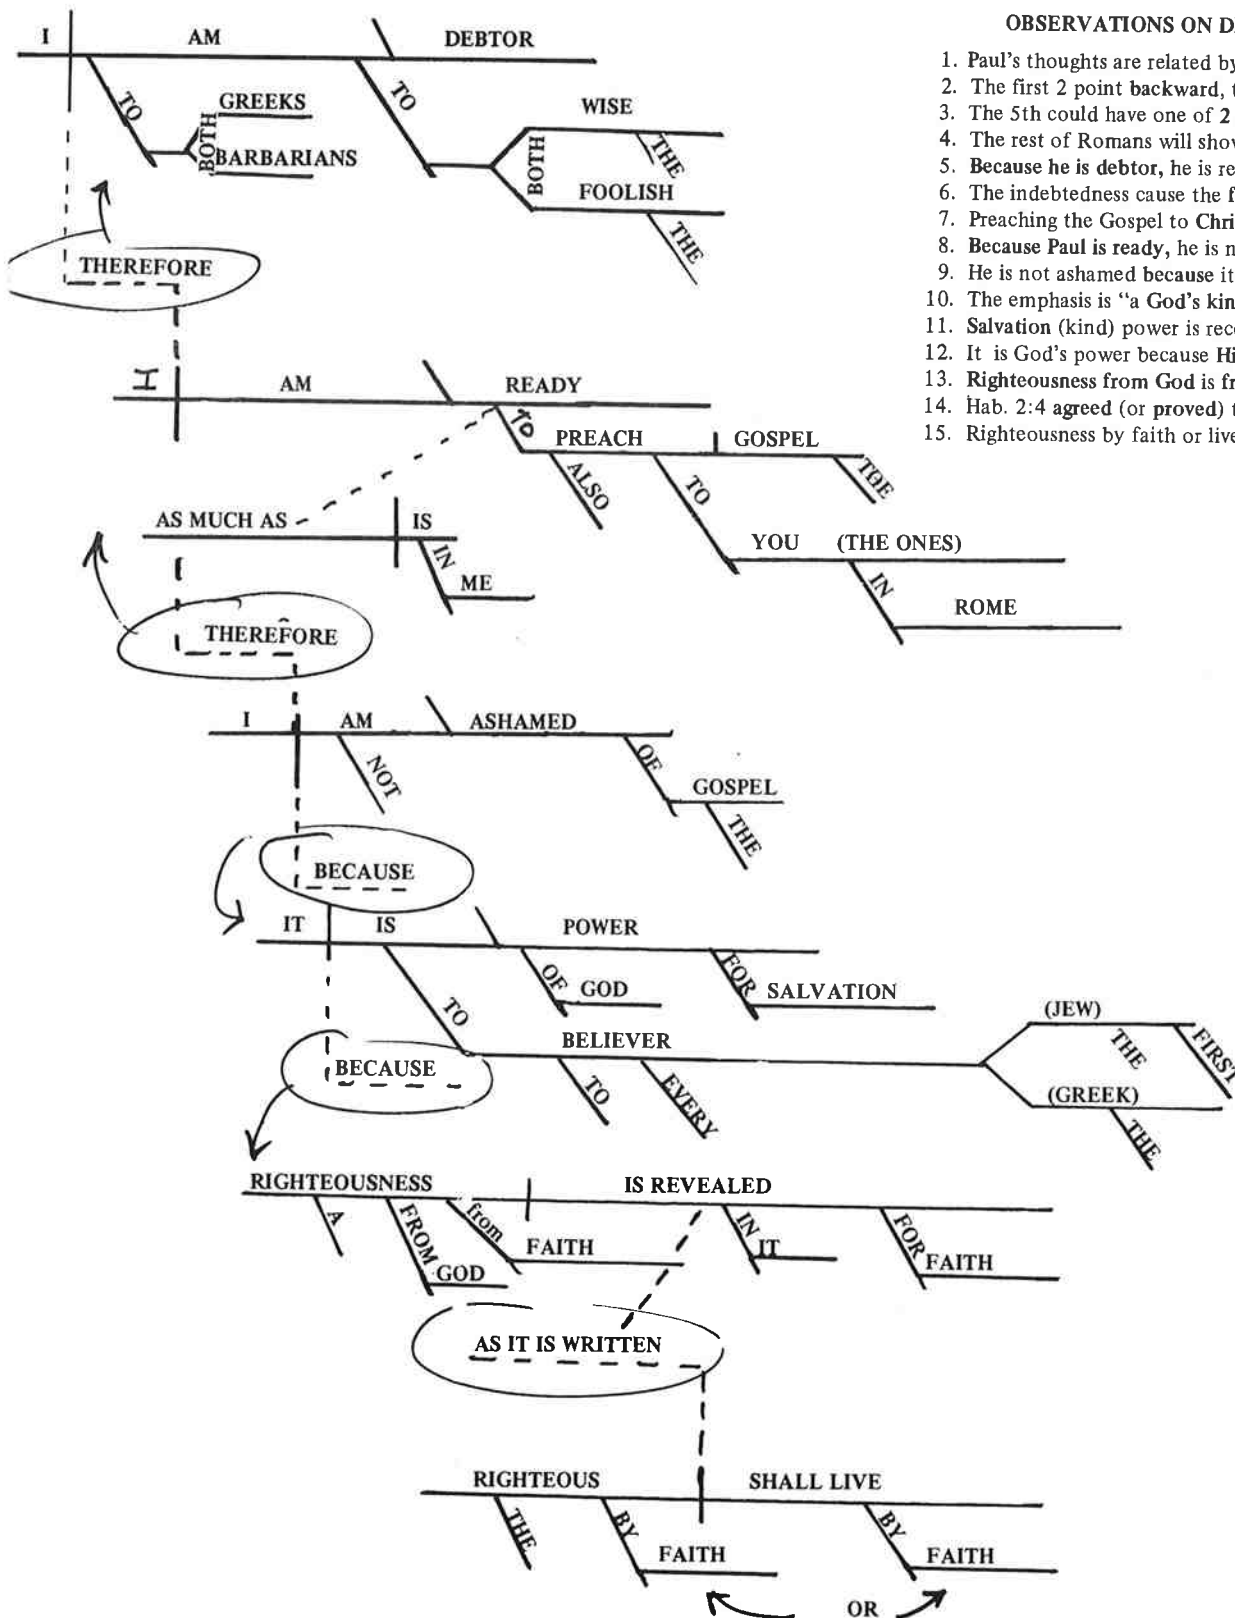 I AM DEBTOR
TO GREEKS
BOTH
BARBARIANS
TO WISE
THE
BOTH
FOOLISH
THE
THEREFORE
I AM READY
TO PREACH GOSPEL
ALSO TO THE
AS MUCH AS IS
IN ME
YOU (THE ONES)
IN ROME
THEREFORE
I AM ASHAMED
NOT OF GOSPEL
THE
BECAUSE
IT IS POWER
OF GOD FOR SALVATION
TO BELIEVER
(JEW)
THE FIRST
(GREEK)
THE
TO EVERY
BECAUSE
RIGHTEOUSNESS IS REVEALED
A FROM GOD from FAITH IN IT FOR FAITH
AS IT IS WRITTEN
RIGHTEOUS SHALL LIVE
THE BY FAITH BY FAITH
OR
OBSERVATIONS ON
1. Paul's thoughts are related by
2. The first 2 point backward,
3. The 5th could have one of 2
4. The rest of Romans will
5. Because he is debtor, he is
6. The indebtedness cause the
7. Preaching the Gospel to
8. Because Paul is ready, he is
9. He is not ashamed because it
10. The emphasis is "a God's
11. Salvation (kind) power is
12. It is God's power because
13. Righteousness from God is
14. Hab. 2:4 agreed (or proved)
15. Righteousness by faith or